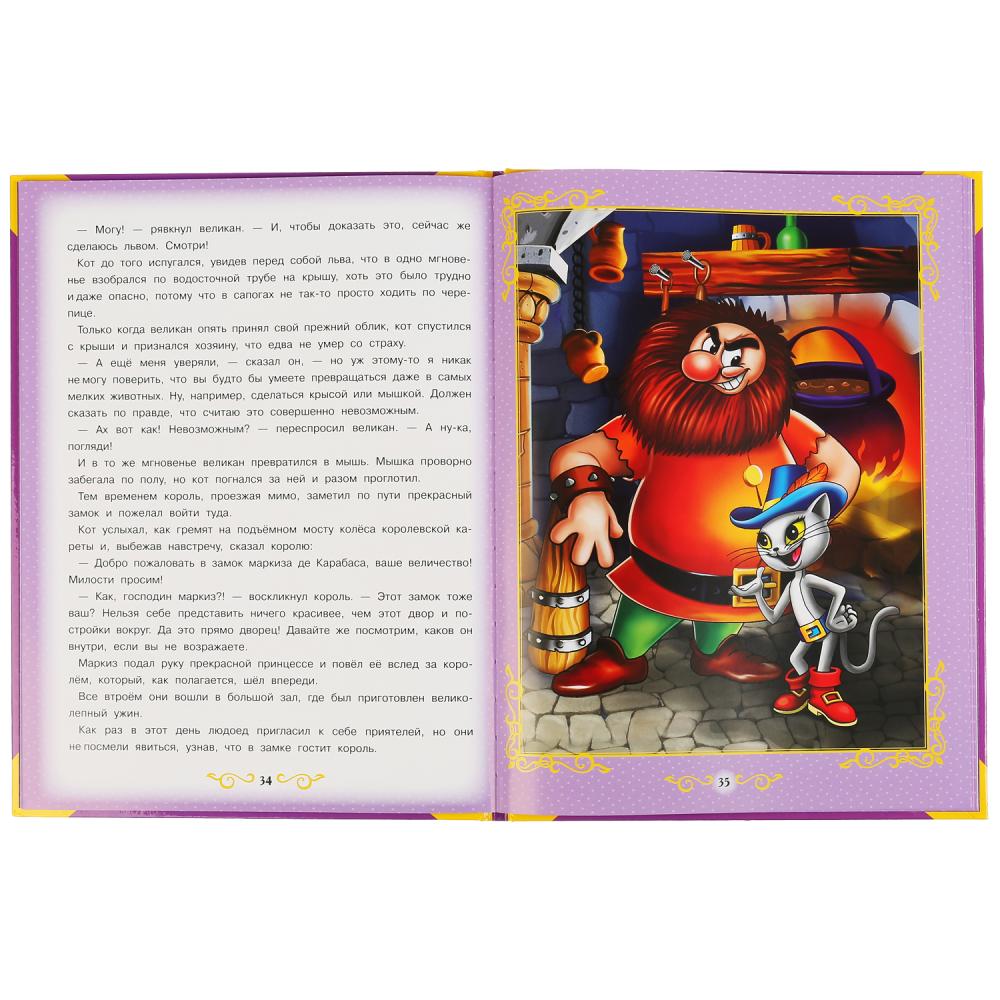 — Могу! — рявкнул великан. — И, чтобы доказать это, сейчас же
сделаюсь львом. Смотри!
Кот до того испугался, увидев перед собой льва, что в одно мгнове-
нье взобрался по водосточной трубе на крышу, хоть это было трудно
и даже опасно, потому что в сапогах не так-то просто ходить по чере-
пице.
Только когда великан опять принял свой прежний облик, кот спустился
с крыши и признался хозяину, что едва не умер со страху.
— А ещё меня уверяли, — сказал он, — но уж этому-то я никак
не могу поверить, что вы будто бы умеете превращаться даже в самых
мелких животных. Ну, например, сделаться крысой или мышкой. Должен
сказать по правде, что считаю это совершенно невозможным.
— Ах вот как! Невозможным? — переспросил великан. — А ну-ка,
погляди!
И в то же мгновенье великан превратился в мышь. Мышка проворно
забегала по полу, но кот погнался за ней и разом проглотил.
Тем временем король, проезжая мимо, заметил по пути прекрасный
замок и пожелал войти туда.
Кот услыхал, как гремят на подъёмном мосту колёса королевской ка-
реты и, выбежав навстречу, сказал королю:
— Добро пожаловать в замок маркиза де Карабаса, ваше величество!
Милости просим!
— Как, господин маркиз?! — воскликнул король. — Этот замок тоже
ваш? Нельзя себе представить ничего красивее, чем этот двор и по-
стройки вокруг. Да это прямо дворец! Давайте же посмотрим, каков он
внутри, если вы не возражаете.
Маркиз подал руку прекрасной принцессе и повёл её вслед за коро-
лём, который, как полагается, шёл впереди.
Все втроём они вошли в большой зал, где был приготовлен велико-
лепный ужин.
Как раз в этот день людоед пригласил к себе приятелей, но они
не посмели явиться, узнав, что в замке гостит король.
34
35